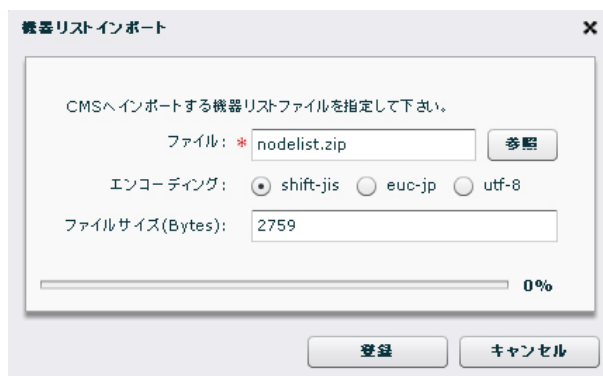 機器リストインポート
CMSへインポートする機器リストファイルを指定して下さい。
ファイル: * nodelist.zip 参照
エンコーディング: shift-jis euc-jp utf-8
ファイルサイズ(Bytes): 2759
0%
登録 キャンセル